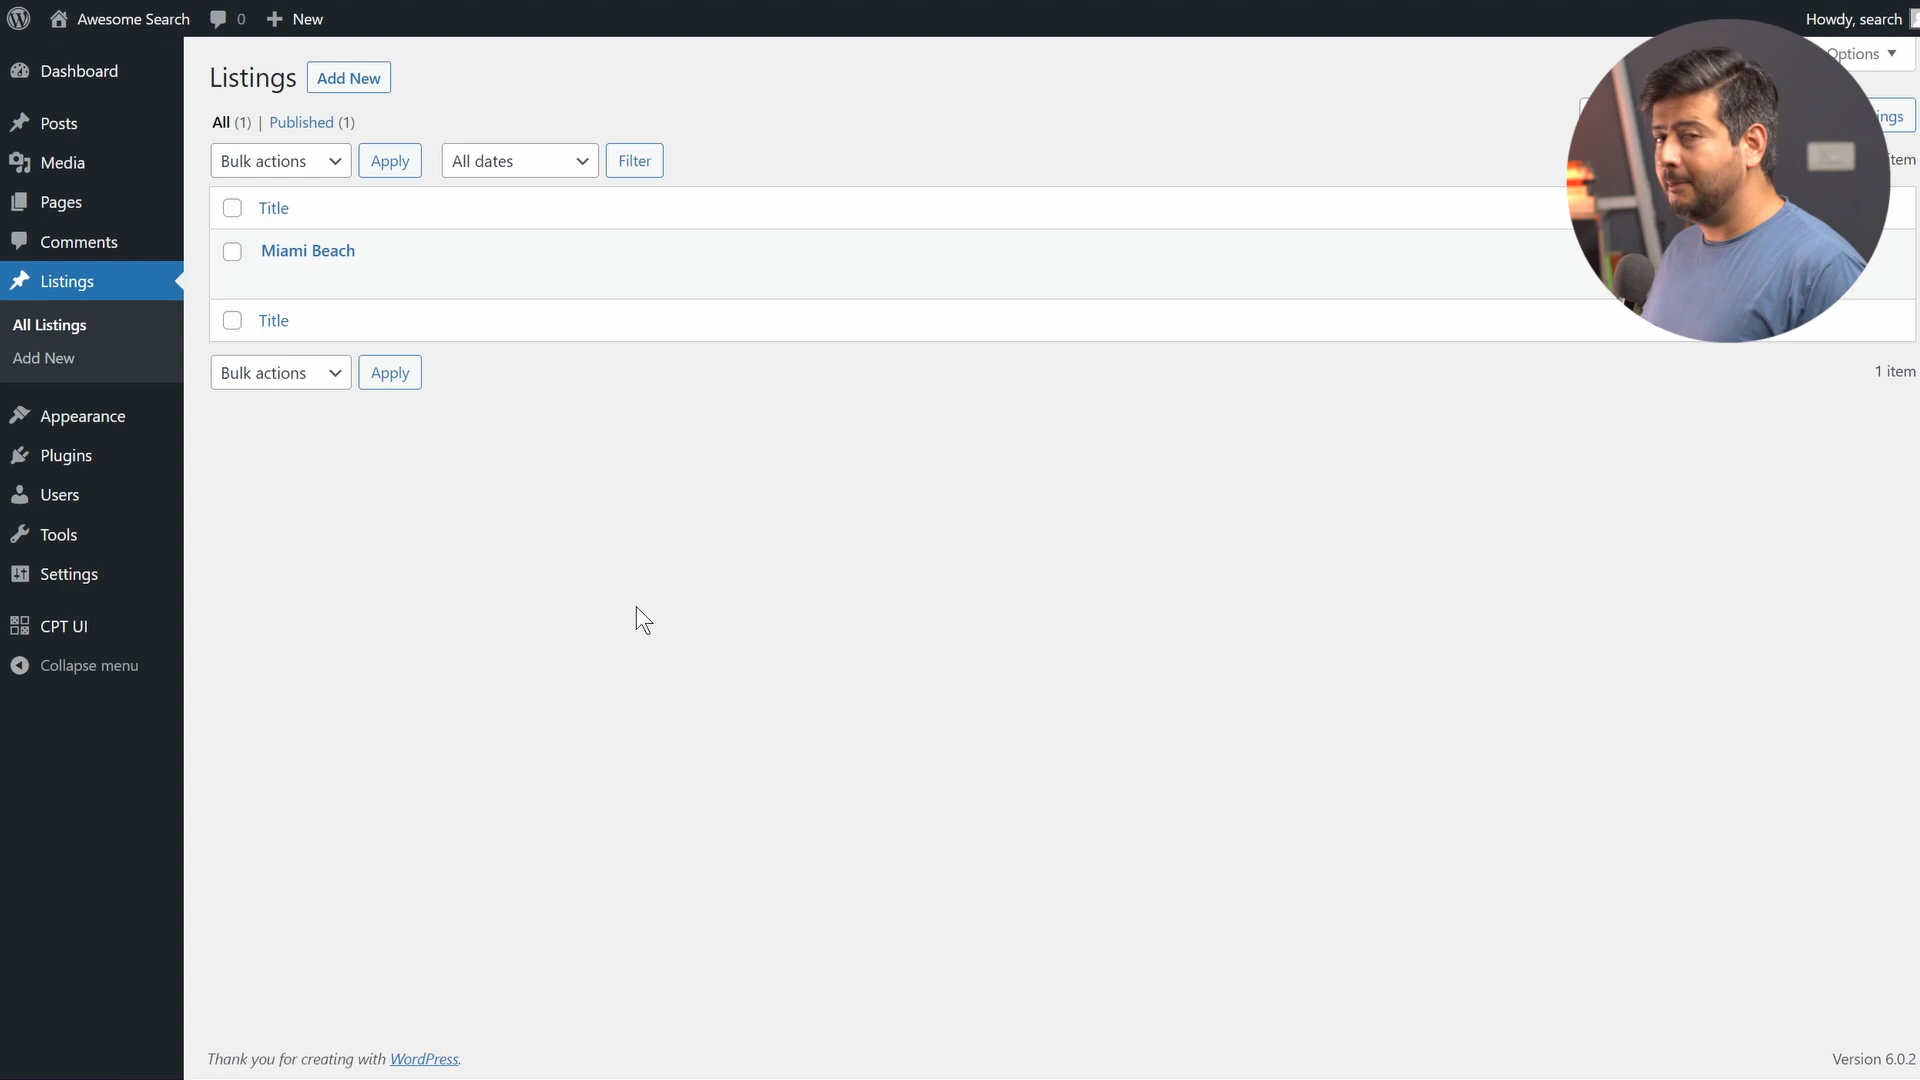 Awesome Search 0 New Howdy, search
Dashboard
Posts
Media
Pages
Comments
Listings
All Listings
Add New
Appearance
Plugins
Users
Tools
Settings
CPT UI
Collapse menu
Options
Listings Add New
All (1) | Published (1)
Bulk actions Apply All dates Filter
Title
Miami Beach
Title
Bulk actions Apply
1 item
Thank you for creating with WordPress.
Version 6.0.2